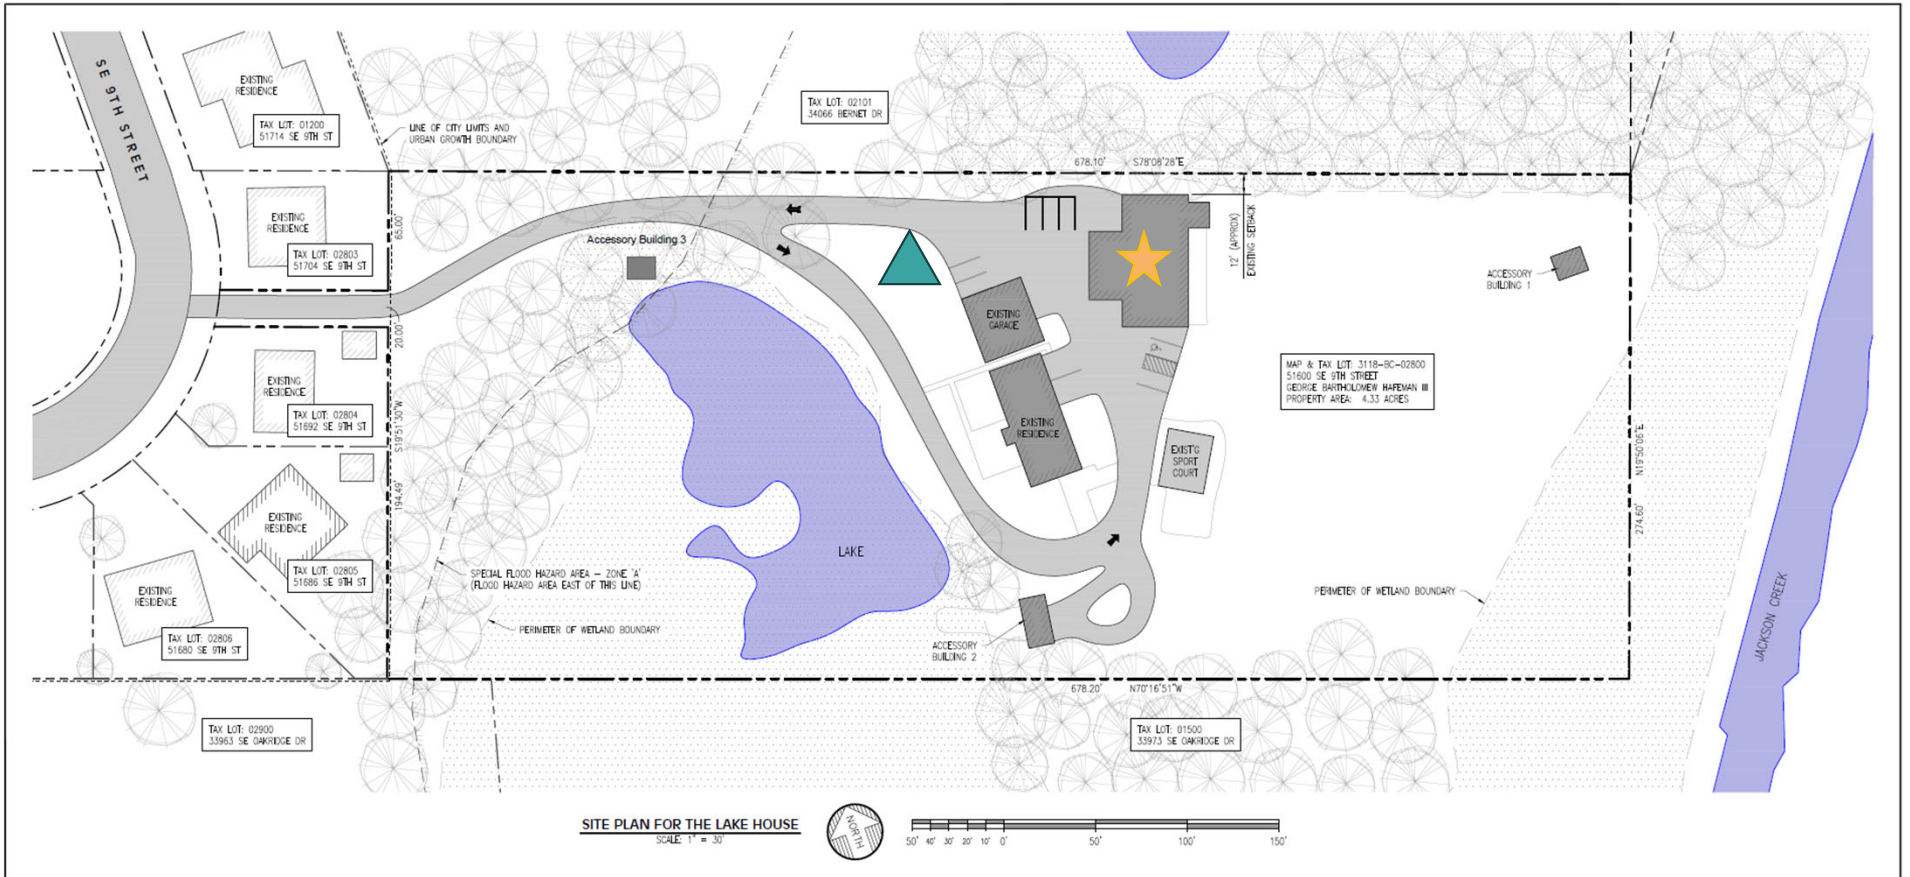 SE 9TH STREET
EXISTING
RESIDENCE
TAX LOT: 01200
51714 SE 9TH ST
LINE OF CITY LIMITS AND
URBAN GROWTH BOUNDARY
TAX LOT: 02101
34066 BERNET DR
678.10' S78°08'28"E
EXISTING
RESIDENCE
TAX LOT: 02803
51704 SE 9TH ST
65.00'
Accessory Building 3
12' (APPROX)
EXISTING SETBACK
ACCESSORY
BUILDING 1
EXISTING
GARAGE
20.00'
EXISTING
RESIDENCE
TAX LOT: 02804
51692 SE 9TH ST
S19°51'30"W
194.49'
MAP & TAX LOT: 3118-BC-02800
51600 SE 9TH STREET
GEORGE BARTHOLOMEW HAFEMAN III
PROPERTY AREA: 4.33 ACRES
EXISTING
RESIDENCE
EXIST'G
SPORT
COURT
N19°50'06"E
274.60'
EXISTING
RESIDENCE
TAX LOT: 02805
51686 SE 9TH ST
LAKE
SPECIAL FLOOD HAZARD AREA – ZONE 'A'
(FLOOD HAZARD AREA EAST OF THIS LINE)
PERIMETER OF WETLAND BOUNDARY
PERIMETER OF WETLAND BOUNDARY
EXISTING
RESIDENCE
TAX LOT: 02806
51680 SE 9TH ST
ACCESSORY
BUILDING 2
JACKSON CREEK
678.20' N70°16'51"W
TAX LOT: 02900
33963 SE OAKRIDGE DR
TAX LOT: 01500
33973 SE OAKRIDGE DR
SITE PLAN FOR THE LAKE HOUSE
SCALE: 1" = 30'
NORTH
50' 40' 30' 20' 10' 0' 50' 100' 150'